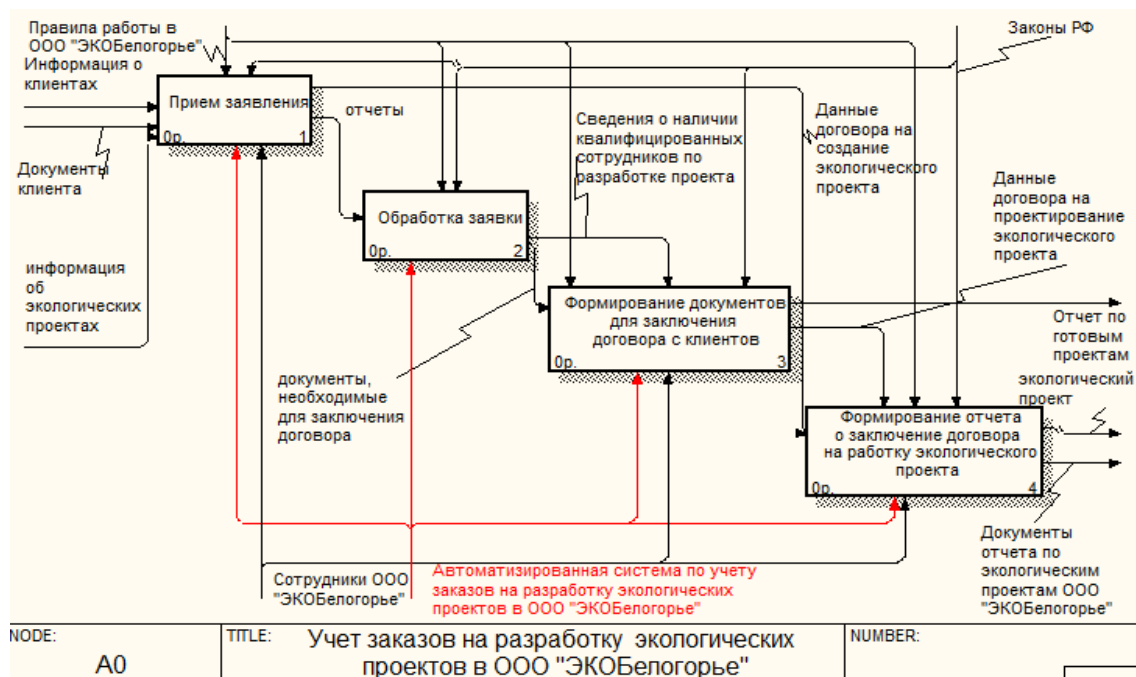 Правила работы в
ООО "ЭКОБелогорье"
Информация о
клиентах
Законы РФ
Прием заявления
0р.
1
отчеты
Документы
клиента
Сведения о наличии
квалифицированных
сотрудников по
разработке проекта
Данные
договора на
создание
экологического
проекта
Данные
договора на
проектирование
экологического
проекта
Обработка заявки
0р.
2
информация
об
экологических
проектах
Формирование документов
для заключения
договора с клиентов
0р.
3
Отчет по
готовым
проектам
документы,
необходимые
для заключения
договора
экологический
проект
Формирование отчета
о заключение договора
на работку экологического
проекта
0р.
4
Документы
отчета по
экологическим
проектам ООО
"ЭКОБелогорье"
Сотрудники ООО
"ЭКОБелогорье"
Автоматизированная система по учету
заказов на разработку экологических
проектов в ООО "ЭКОБелогорье"
NODE:
A0
TITLE:
Учет заказов на разработку экологических
проектов в ООО "ЭКОБелогорье"
NUMBER: